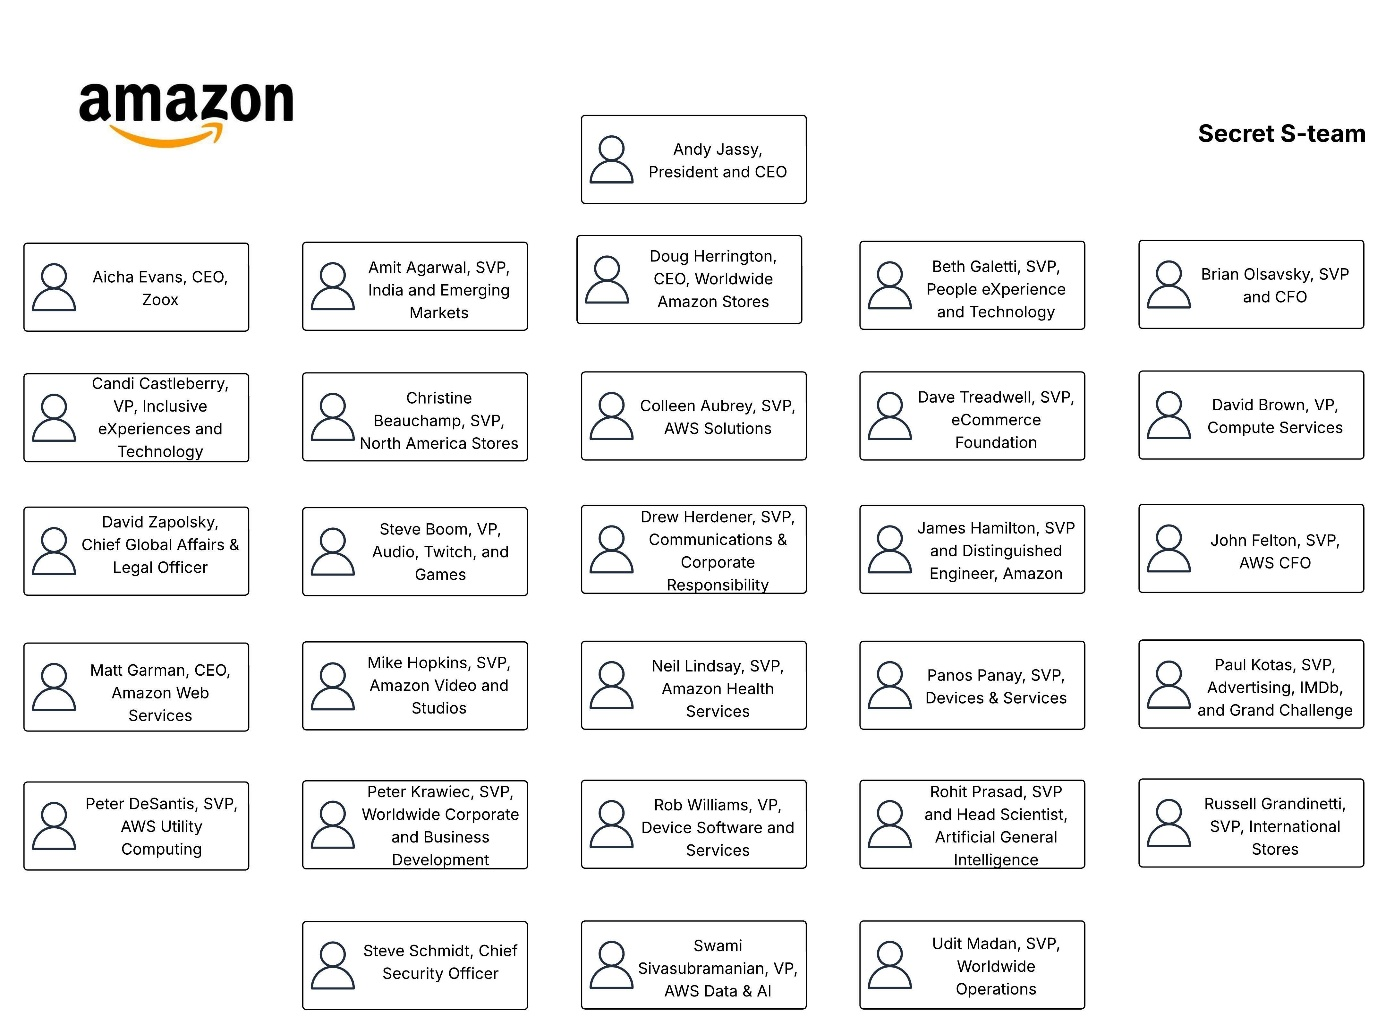 amazon
Secret S-team
Andy Jassy,
President and CEO
Aicha Evans, CEO,
Zoox
Amit Agarwal, SVP,
India and Emerging
Markets
Doug Herrington,
CEO, Worldwide
Amazon Stores
Beth Galetti, SVP,
People eXperience
and Technology
Brian Olsavsky, SVP
and CFO
Candi Castleberry,
VP, Inclusive
eXperiences and
Technology
Christine
Beauchamp, SVP,
North America Stores
Colleen Aubrey, SVP,
AWS Solutions
Dave Treadwell, SVP,
eCommerce
Foundation
David Brown, VP,
Compute Services
David Zapolsky,
Chief Global Affairs &
Legal Officer
Steve Boom, VP,
Audio, Twitch, and
Games
Drew Herdener, SVP,
Communications &
Corporate
Responsibility
James Hamilton, SVP
and Distinguished
Engineer, Amazon
John Felton, SVP,
AWS CFO
Matt Garman, CEO,
Amazon Web
Services
Mike Hopkins, SVP,
Amazon Video and
Studios
Neil Lindsay, SVP,
Amazon Health
Services
Panos Panay, SVP,
Devices & Services
Paul Kotas, SVP,
Advertising, IMDb,
and Grand Challenge
Peter DeSantis, SVP,
AWS Utility
Computing
Peter Krawiec, SVP,
Worldwide Corporate
and Business
Development
Rob Williams, VP,
Device Software and
Services
Rohit Prasad, SVP
and Head Scientist,
Artificial General
Intelligence
Russell Grandinetti,
SVP, International
Stores
Steve Schmidt, Chief
Security Officer
Swami
Sivasubramanian, VP,
AWS Data & AI
Udit Madan, SVP,
Worldwide
Operations